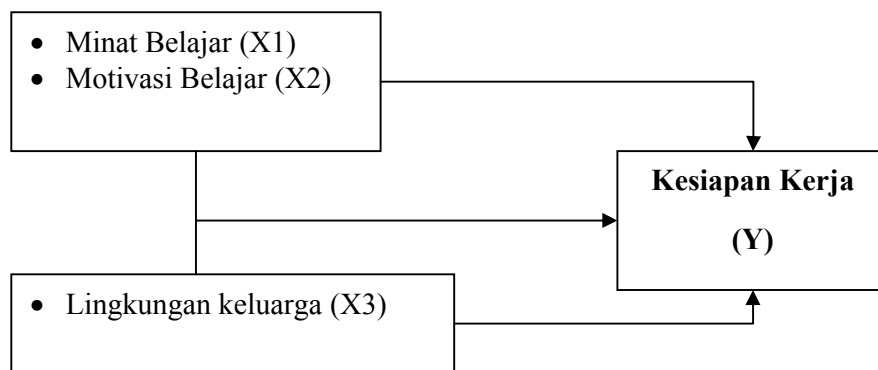 • Minat Belajar (X1)
• Motivasi Belajar (X2)
Kesiapan Kerja
(Y)
• Lingkungan keluarga (X3)